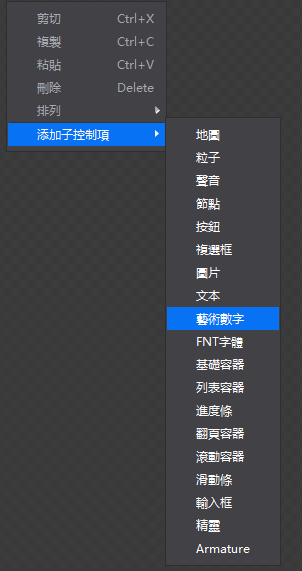 剪切 Ctrl+X
複製 Ctrl+C
粘貼 Ctrl+V
刪除 Delete
排列
添加子控制項
地圖
粒子
聲音
節點
按鈕
複選框
圖片
文本
藝術數字
FNT字體
基礎容器
列表容器
進度條
翻頁容器
滾動容器
滑動條
輸入框
精靈
Armature